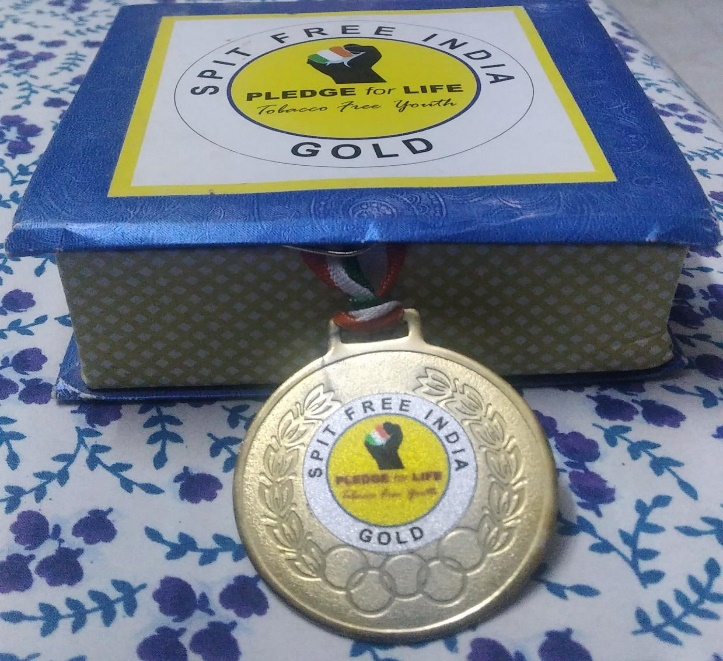 SPIT FREE INDIA
PLEDGE for LIFE
Tobacco Free Youth
GOLD
SPIT FREE INDIA
PLEDGE for LIFE
Tobacco Free Youth
GOLD